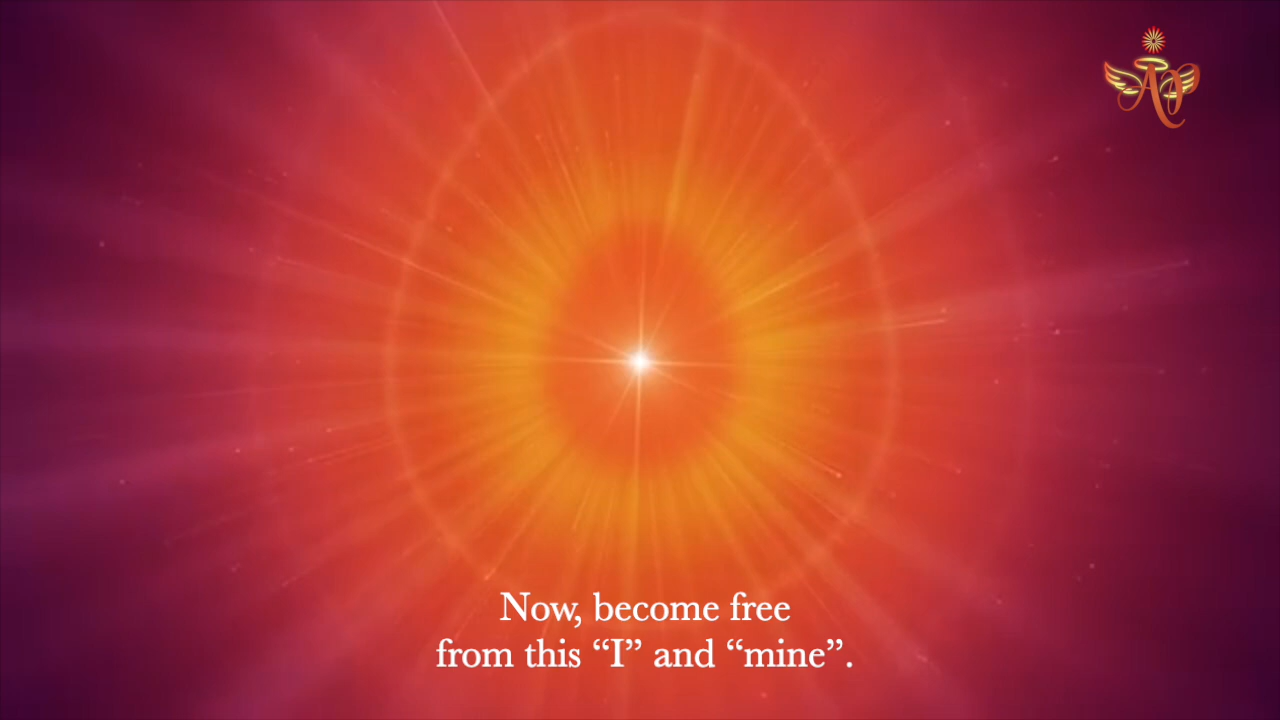 Now, become free
from this “I” and “mine”.